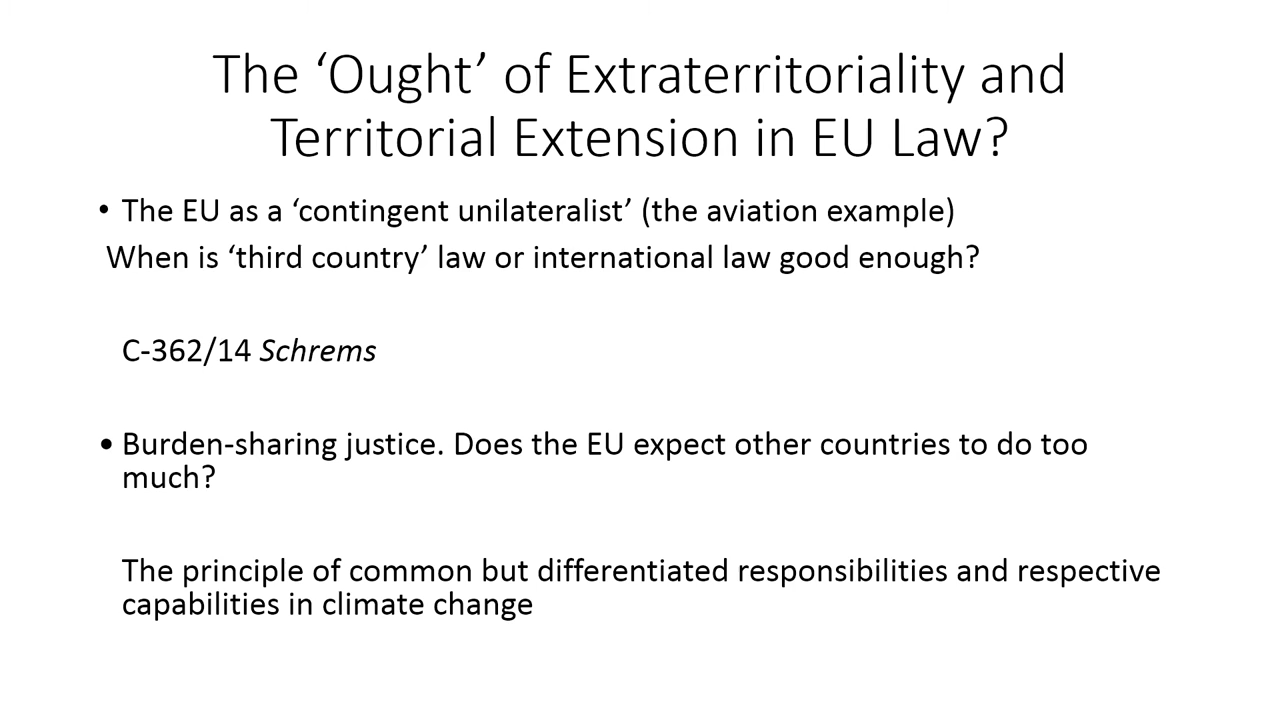 The ‘Ought’ of Extraterritoriality and
Territorial Extension in EU Law?
• The EU as a ‘contingent unilateralist’ (the aviation example)
When is ‘third country’ law or international law good enough?
C-362/14 Schrems
• Burden-sharing justice. Does the EU expect other countries to do too
much?
The principle of common but differentiated responsibilities and respective
capabilities in climate change